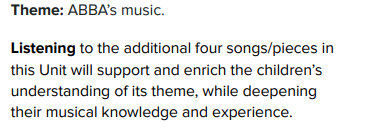 Theme: ABBA’s music.
Listening to the additional four songs/pieces in
this Unit will support and enrich the children’s
understanding of its theme, while deepening
their musical knowledge and experience.